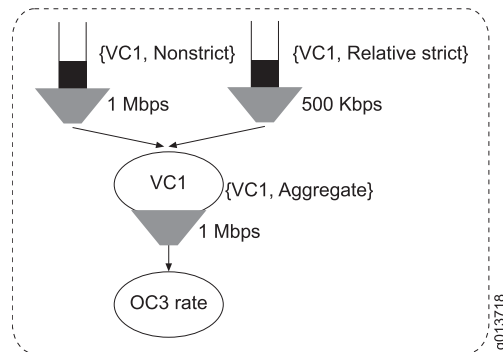 {VC1, Nonstrict}
{VC1, Relative strict}
1 Mbps
500 Kbps
VC1
{VC1, Aggregate}
1 Mbps
OC3 rate
g013718